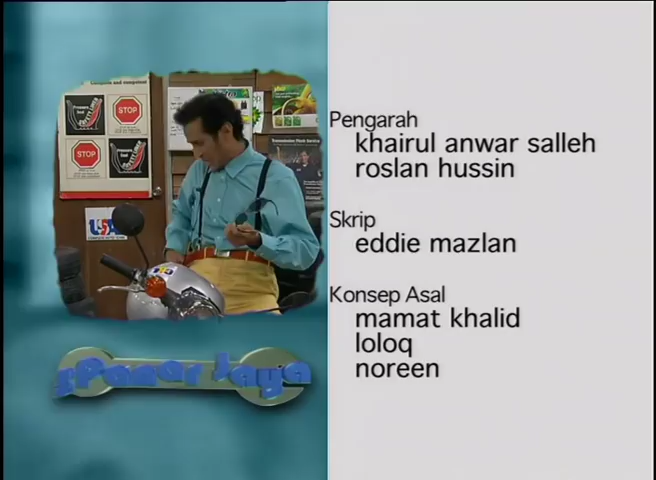 STOP
STOP
USA
Spanar Jaya
Pengarah
khairul anwar salleh
roslan hussin
Skrip
eddie mazlan
Konsep Asal
mamat khalid
loloq
noreen